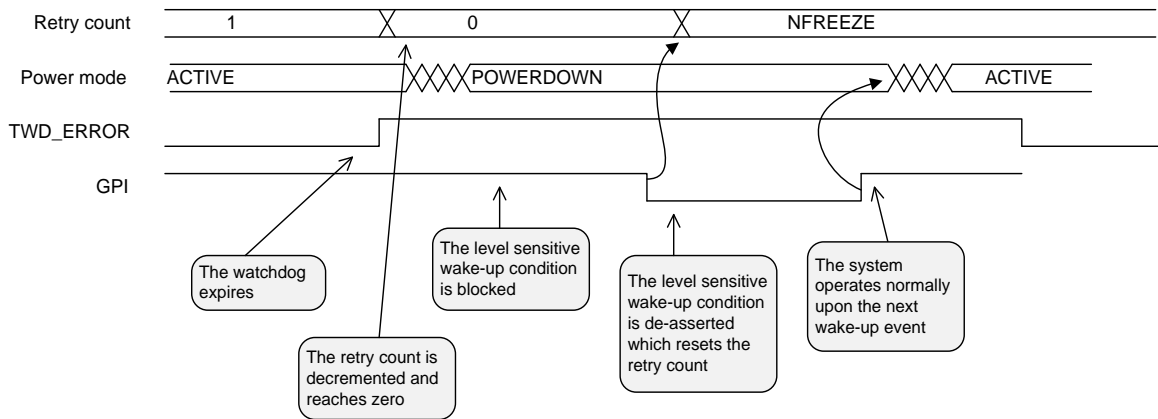 Retry count
1
0
NFREEZE
Power mode
ACTIVE
POWERDOWN
ACTIVE
TWD_ERROR
GPI
The watchdog
expires
The level sensitive
wake-up condition
is blocked
The level sensitive
wake-up condition
is de-asserted
which resets the
retry count
The system
operates normally
upon the next
wake-up event
The retry count is
decremented and
reaches zero